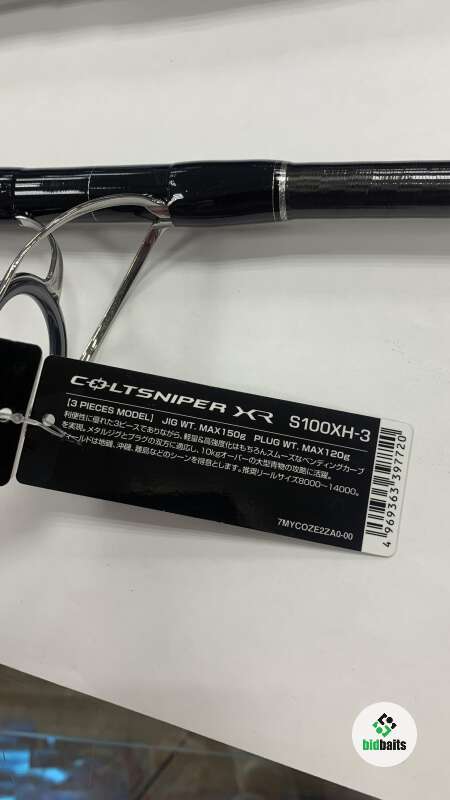 COLTSNIPER XR S100XH-3
[3 PIECES MODEL] JIG WT. MAX150g PLUG WT. MAX120g
利便性に優れた3ピースでありながら、軽量&高強度化はもちろんスムーズなベンディングカーブ
を実現。メタルジグとプラグの双方に適応し、10kgオーバーの大型青物の攻略に活躍。
フィールドは地磯、沖磯、離島などのシーンを得意とします。推奨リールサイズ8000〜14000。
7MYCOZE2ZA0-00
4 969363 397720
bidbaits